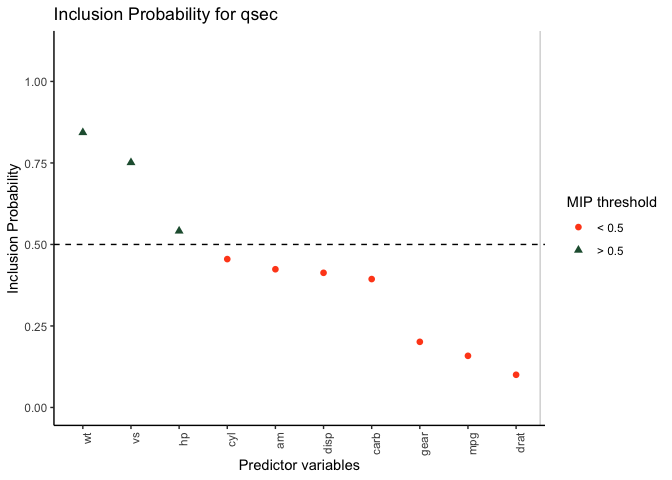 Inclusion Probability for qsec
Inclusion Probability
1.00
0.75
0.50
0.25
0.00
wt
vs
hp
cyl
am
disp
carb
gear
mpg
drat
Predictor variables
MIP threshold
< 0.5
> 0.5